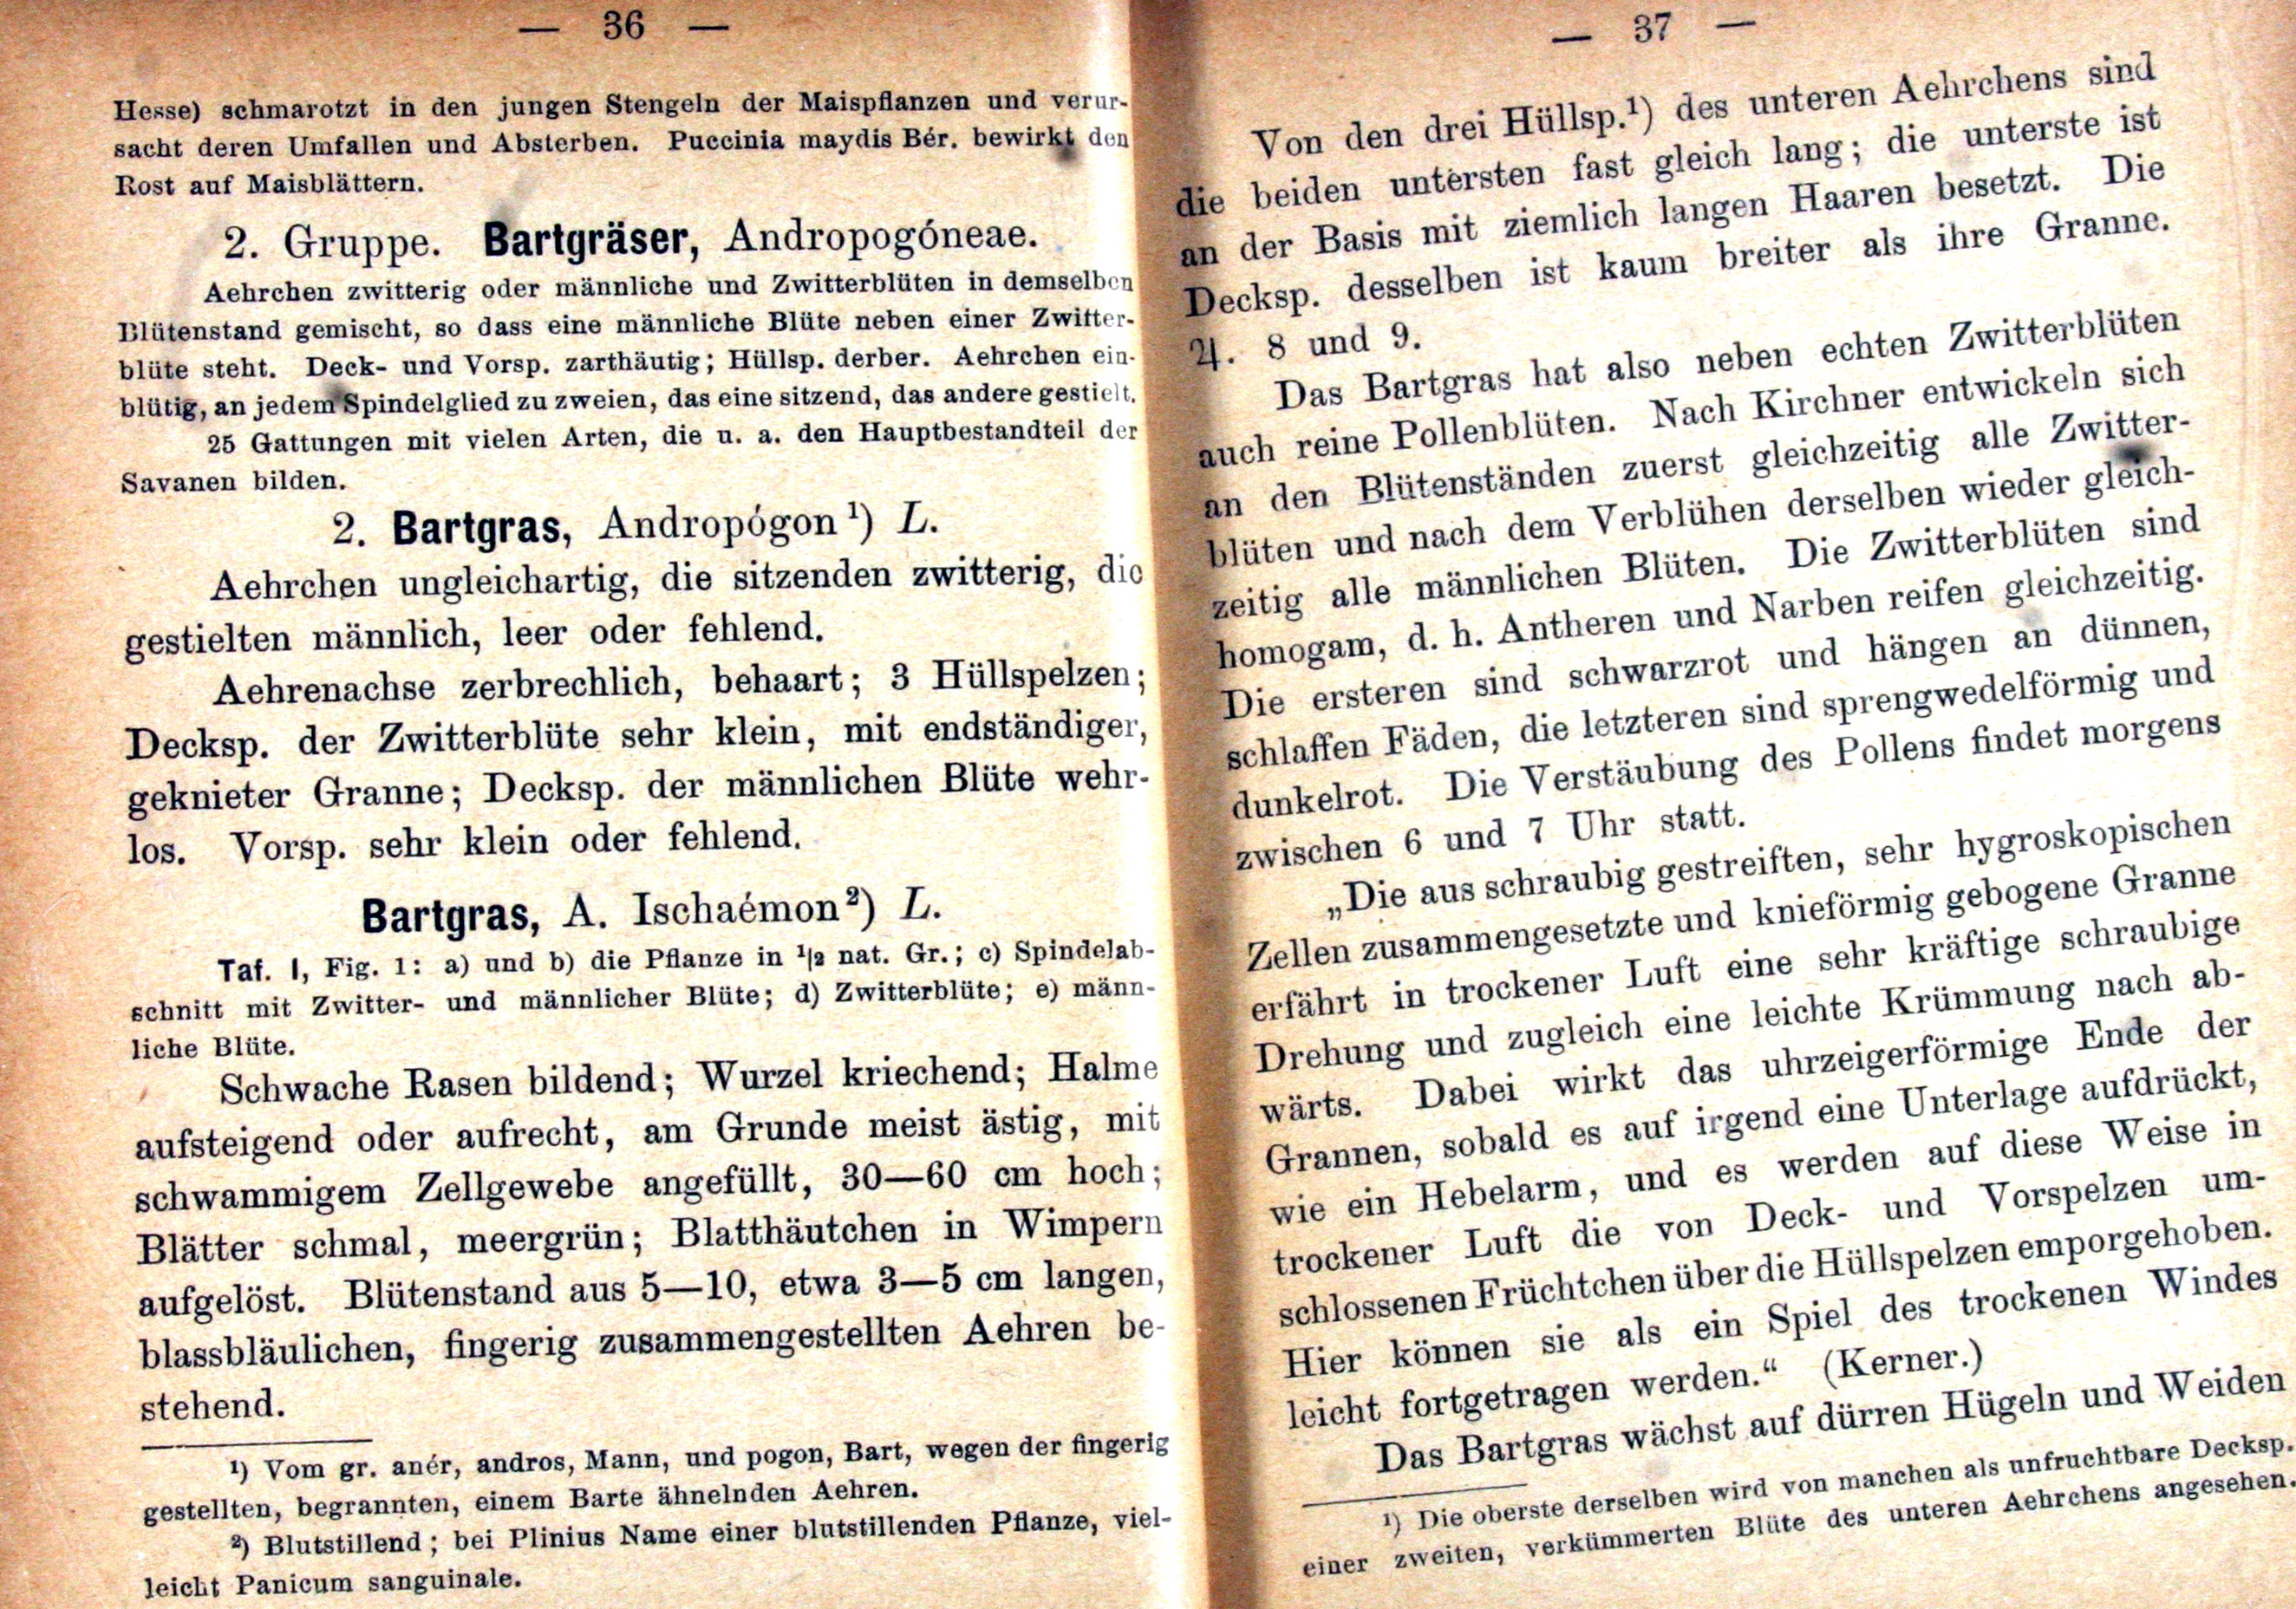 — 36 —
Hesse) schmarotzt in den jungen Stengeln der Maispflanzen und verur-
sacht deren Umfallen und Absterben. Puccinia maydis Bér. bewirkt den
Rost auf Maisblättern.
2. Gruppe. Bartgräser, Andropogóneae.
Aehrchen zwitterig oder männliche und Zwitterblüten in demselben
Blütenstand gemischt, so dass eine männliche Blüte neben einer Zwitter-
blüte steht. Deck- und Vorsp. zarthäutig; Hüllsp. derber. Aehrchen ein-
blütig, an jedem Spindelglied zu zweien, das eine sitzend, das andere gestielt.
25 Gattungen mit vielen Arten, die u. a. den Hauptbestandteil der
Savanen bilden.
2. Bartgras, Andropógon ¹) L.
Aehrchen ungleichartig, die sitzenden zwitterig, die
gestielten männlich, leer oder fehlend.
Aehrenachse zerbrechlich, behaart; 3 Hüllspelzen;
Decksp. der Zwitterblüte sehr klein, mit endständiger,
geknieter Granne; Decksp. der männlichen Blüte wehr-
los. Vorsp. sehr klein oder fehlend.
Bartgras, A. Ischaémon ²) L.
Taf. 1, Fig. 1: a) und b) die Pflanze in ¹/₂ nat. Gr.; c) Spindelab-
schnitt mit Zwitter- und männlicher Blüte; d) Zwitterblüte; e) männ-
liche Blüte.
Schwache Rasen bildend; Wurzel kriechend; Halme
aufsteigend oder aufrecht, am Grunde meist ästig, mit
schwammigem Zellgewebe angefüllt, 30—60 cm hoch;
Blätter schmal, meergrün; Blatthäutchen in Wimpern
aufgelöst. Blütenstand aus 5—10, etwa 3—5 cm langen,
blassbläulichen, fingerig zusammengestellten Aehren be-
stehend.
¹) Vom gr. anér, andros, Mann, und pogon, Bart, wegen der fingerig
gestellten, begrannten, einem Barte ähnelnden Aehren.
²) Blutstillend; bei Plinius Name einer blutstillenden Pflanze, viel-
leicht Panicum sanguinale.
— 37 —
Von den drei Hüllsp.¹) des unteren Aehrchens sind
die beiden untersten fast gleich lang; die unterste ist
an der Basis mit ziemlich langen Haaren besetzt. Die
Decksp. desselben ist kaum breiter als ihre Granne.
♃. 8 und 9.
Das Bartgras hat also neben echten Zwitterblüten
auch reine Pollenblüten. Nach Kirchner entwickeln sich
an den Blütenständen zuerst gleichzeitig alle Zwitter-
blüten und nach dem Verblühen derselben wieder gleich-
zeitig alle männlichen Blüten. Die Zwitterblüten sind
homogam, d. h. Antheren und Narben reifen gleichzeitig.
Die ersteren sind schwarzrot und hängen an dünnen,
schlaffen Fäden, die letzteren sind sprengwedelförmig und
dunkelrot. Die Verstäubung des Pollens findet morgens
zwischen 6 und 7 Uhr statt.
„Die aus schraubig gestreiften, sehr hygroskopischen
Zellen zusammengesetzte und knieförmig gebogene Granne
erfährt in trockener Luft eine sehr kräftige schraubige
Drehung und zugleich eine leichte Krümmung nach ab-
wärts. Dabei wirkt das uhrzeigerförmige Ende der
Grannen, sobald es auf irgend eine Unterlage aufdrückt,
wie ein Hebelarm, und es werden auf diese Weise in
trockener Luft die von Deck- und Vorspelzen um-
schlossenen Früchtchen über die Hüllspelzen emporgehoben.
Hier können sie als ein Spiel des trockenen Windes
leicht fortgetragen werden.“ (Kerner.)
Das Bartgras wächst auf dürren Hügeln und Weiden
¹) Die oberste derselben wird von manchen als unfruchtbare Decksp.
einer zweiten, verkümmerten Blüte des unteren Aehrchens angesehen.